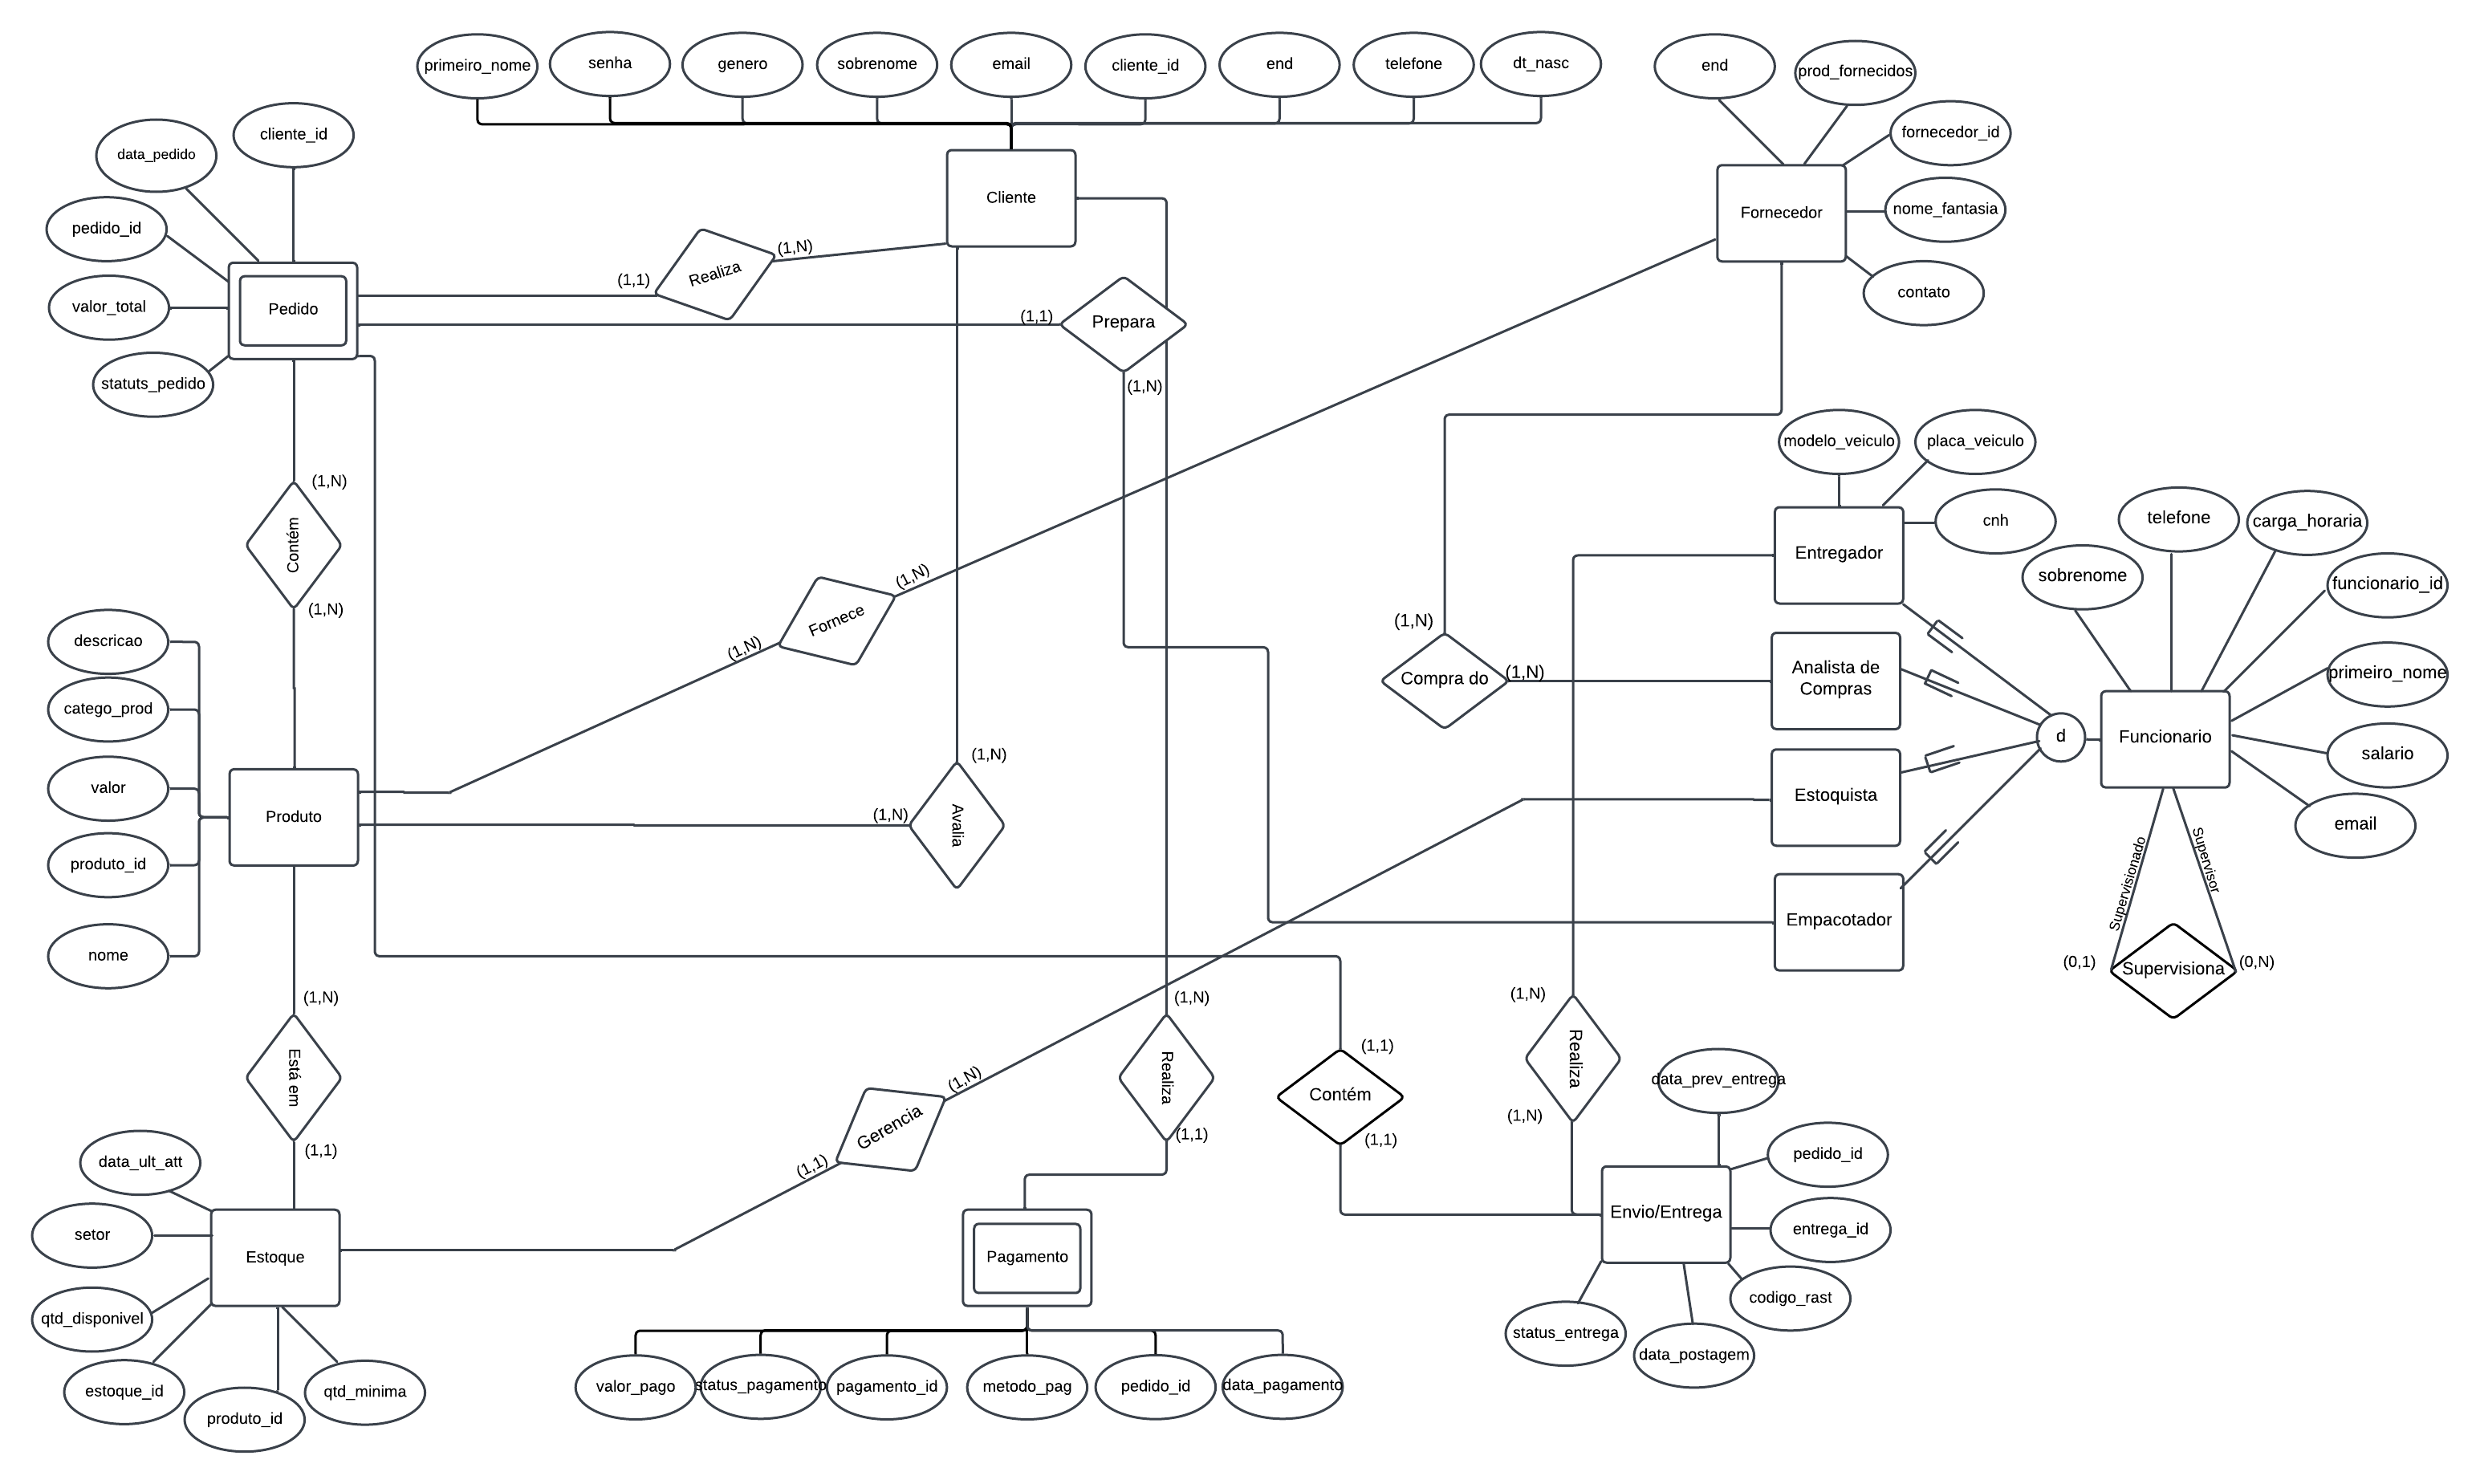 primeiro_nome
senha
genero
sobrenome
email
cliente_id
end
telefone
dt_nasc
end
prod_fornecidos
fornecedor_id
nome_fantasia
contato
Fornecedor
cliente_id
data_pedido
pedido_id
valor_total
statuts_pedido
Pedido
Cliente
(1,1)
Realiza
(1,N)
(1,1)
Prepara
(1,N)
(1,N)
Contém
(1,N)
modelo_veiculo
placa_veiculo
cnh
Entregador
sobrenome
telefone
carga_horaria
funcionario_id
primeiro_nome
salario
email
Funcionario
d
Analista de
Compras
Estoquista
Empacotador
Supervisionado
Supervisor
(0,1)
Supervisiona
(0,N)
(1,N)
Compra do
(1,N)
(1,N)
Fornece
(1,N)
descricao
catego_prod
valor
produto_id
nome
Produto
(1,N)
(1,N)
Avalia
(1,N)
Está em
(1,1)
(1,N)
Realiza
(1,1)
(1,1)
Contém
(1,1)
(1,N)
Realiza
(1,N)
(1,N)
Gerencia
(1,1)
data_ult_att
setor
qtd_disponivel
estoque_id
produto_id
qtd_minima
Estoque
Pagamento
valor_pago
status_pagamento
pagamento_id
metodo_pag
pedido_id
data_pagamento
data_prev_entrega
pedido_id
entrega_id
codigo_rast
data_postagem
status_entrega
Envio/Entrega